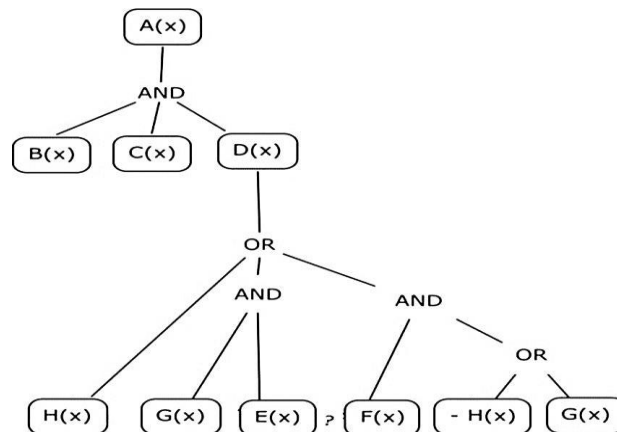 A(x)
AND
B(x) C(x) D(x)
OR
AND AND
OR
H(x) G(x) E(x) ? F(x) - H(x) G(x)